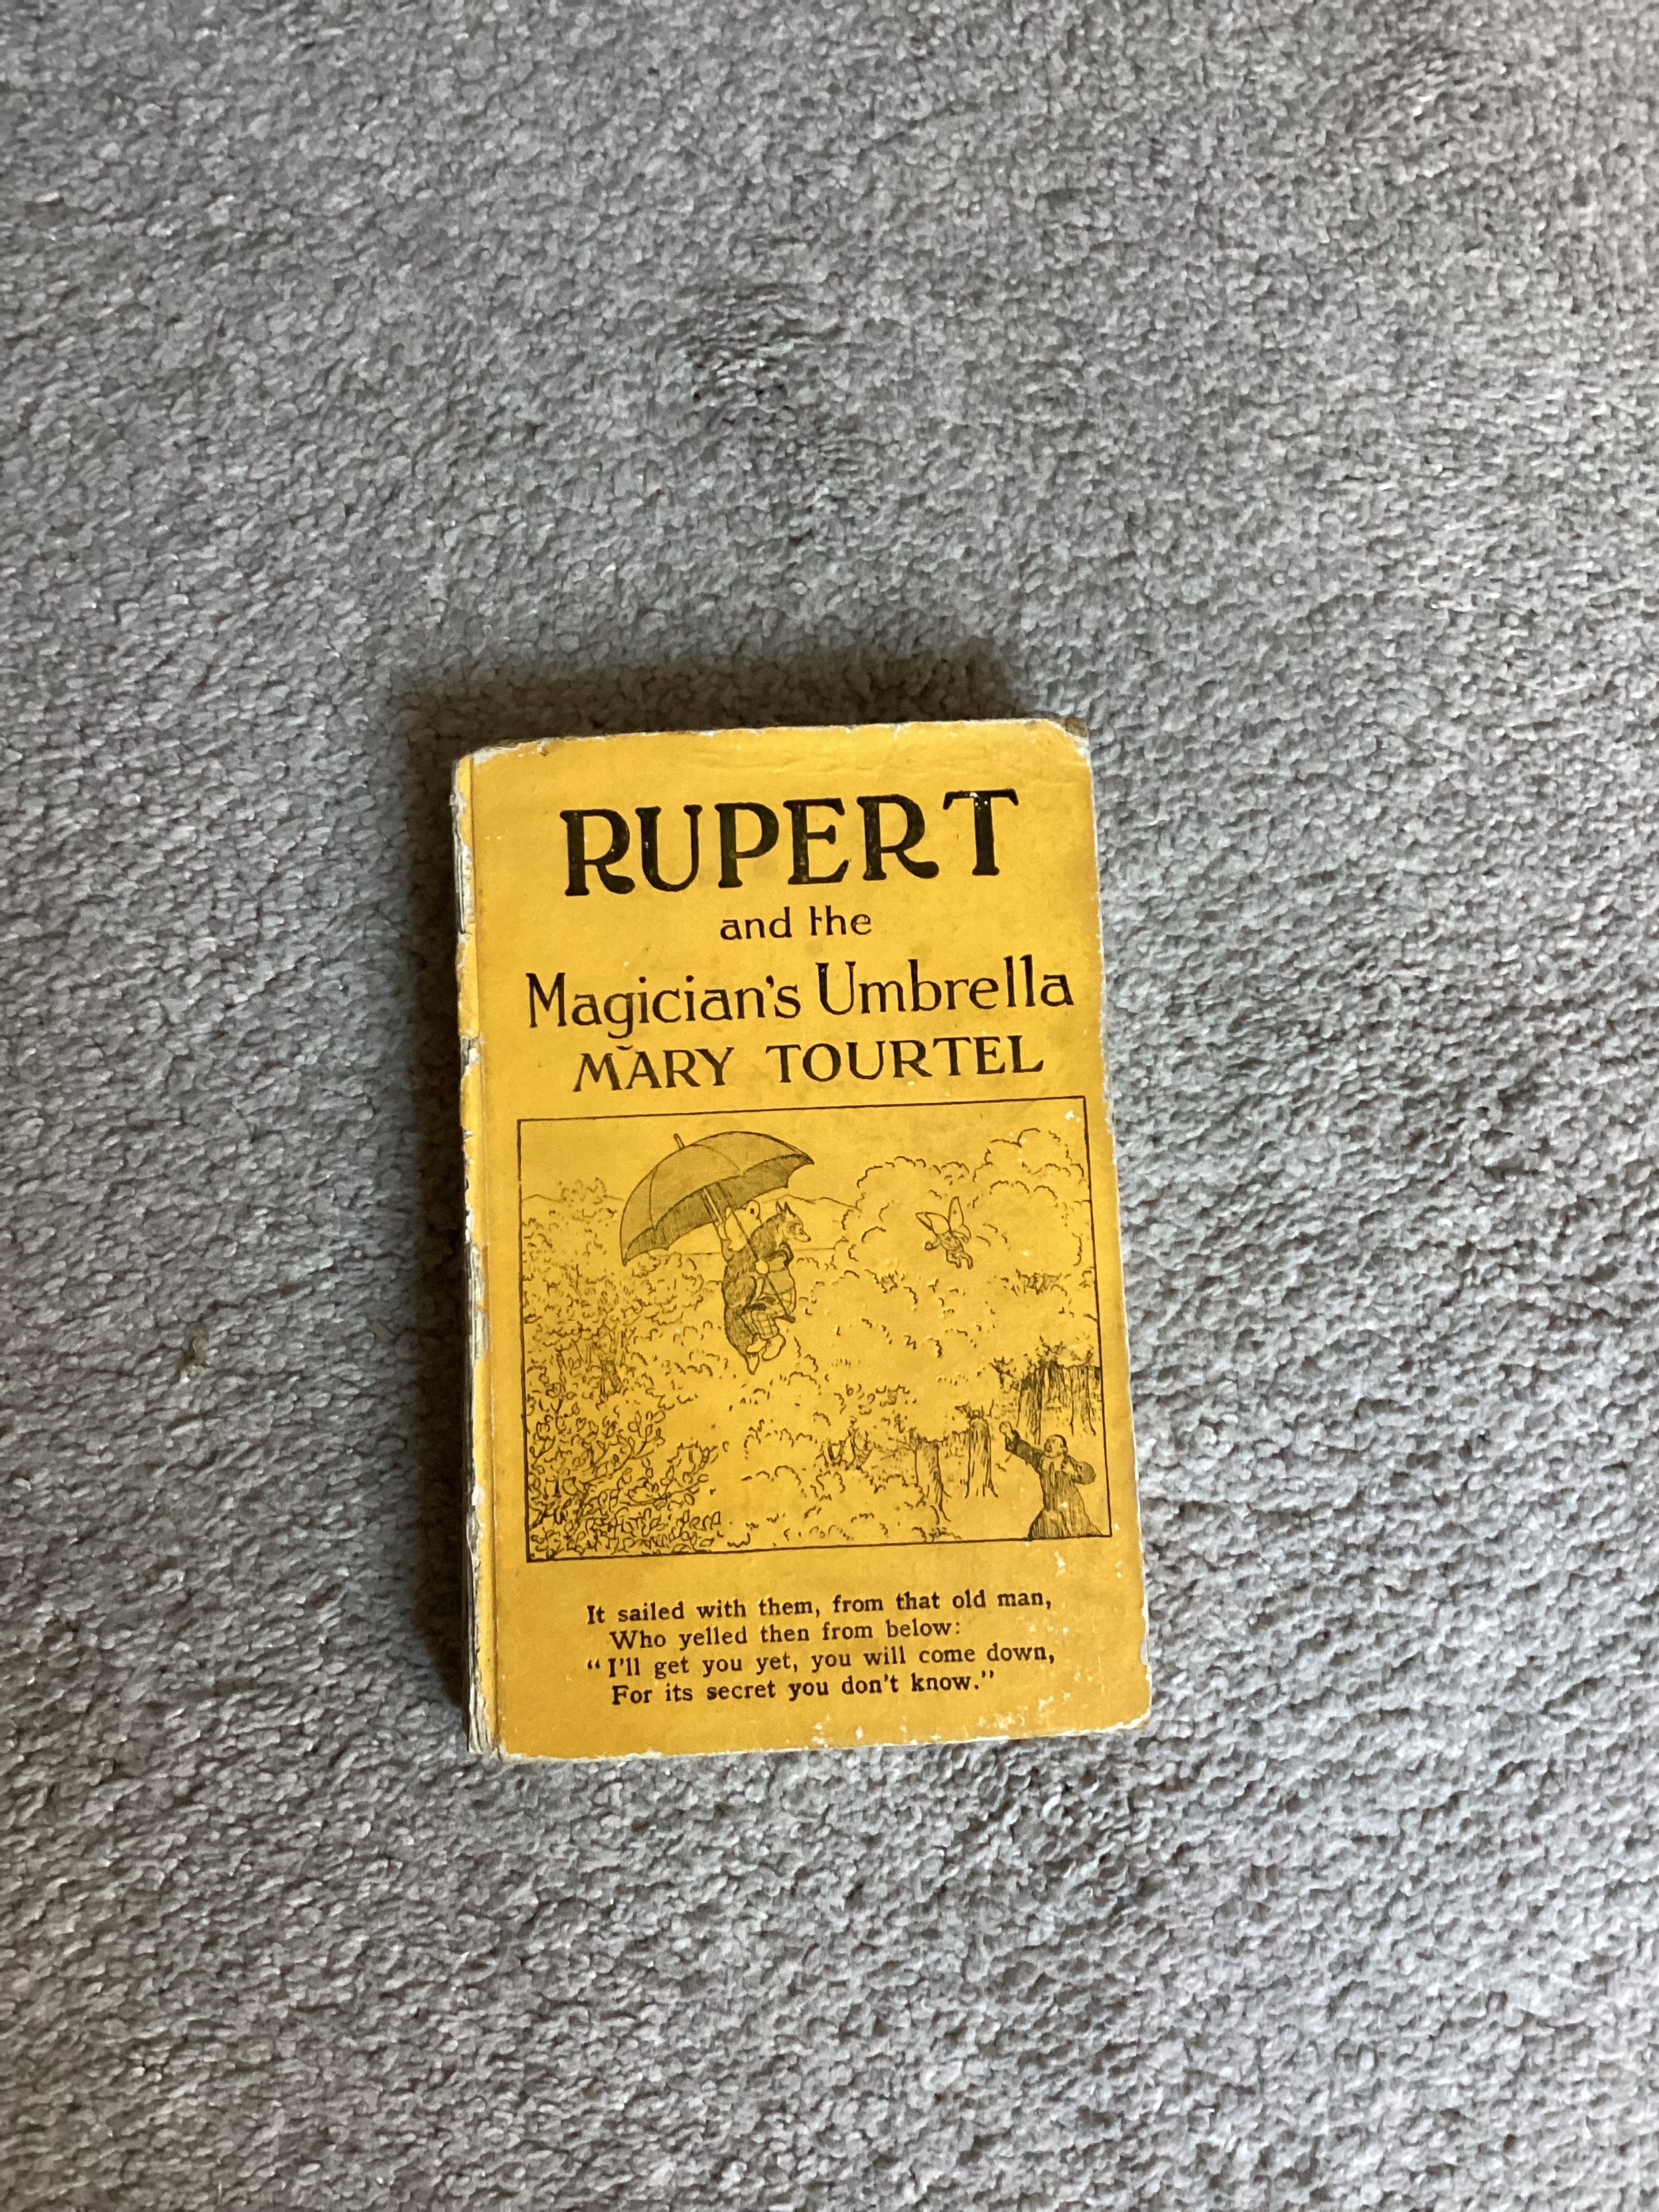 RUPERT
and the
Magician's Umbrella
MARY TOURTEL
It sailed with them, from that old man,
Who yelled then from below:
"I'll get you yet, you will come down,
For its secret you don't know."